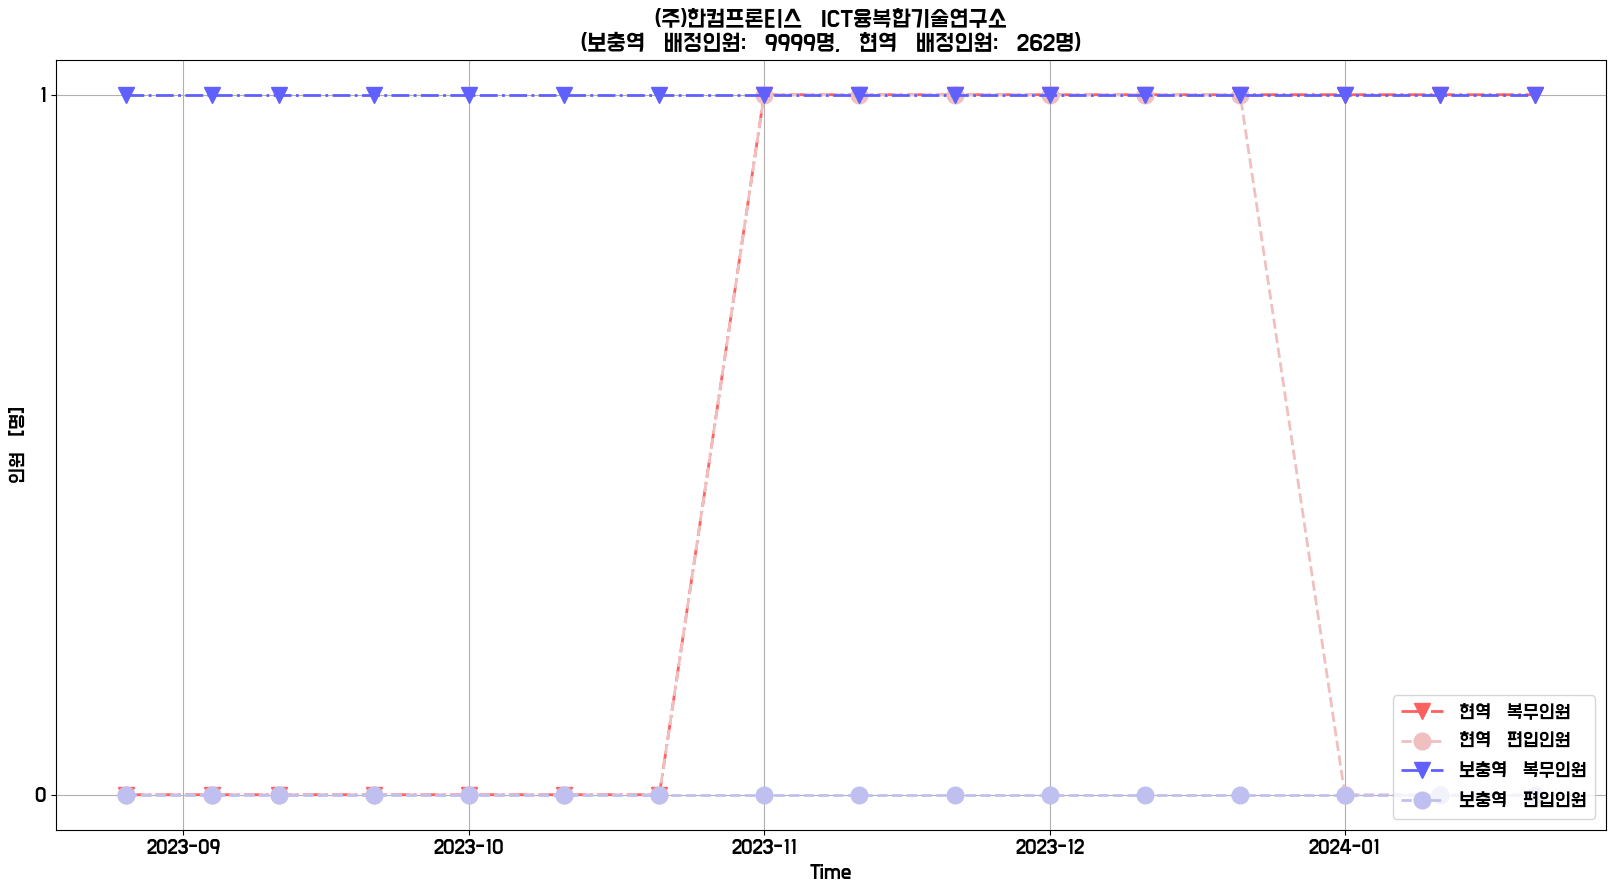 (주)한컴프론티스 ICT융복합기술연구소
(보충역 배정인원: 9999명, 현역 배정인원: 262명)
1
인원 [명]
0
현역 복무인원
현역 편입인원
보충역 복무인원
보충역 편입인원
2023-09 2023-10 2023-11 2023-12 2024-01
Time